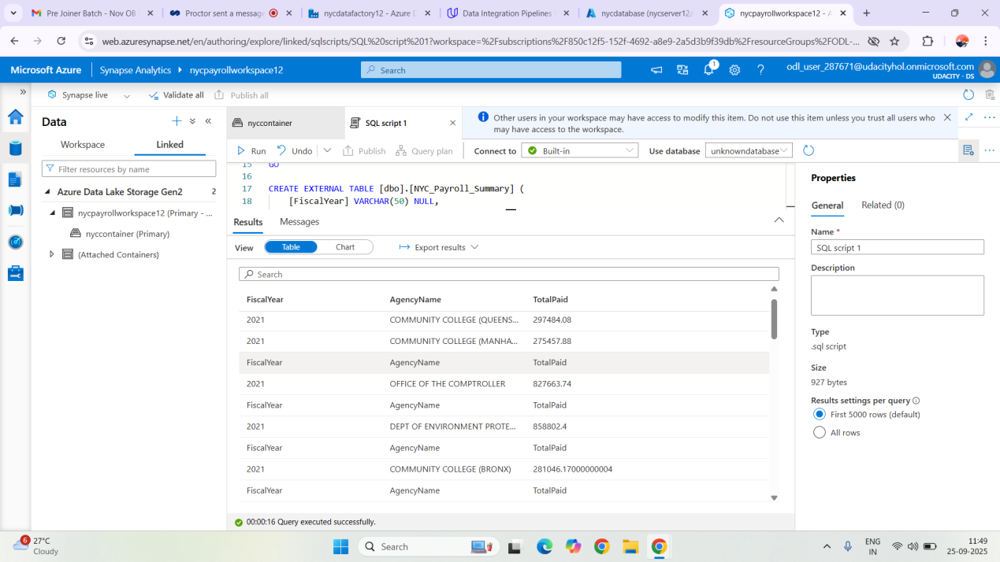 Pre Joiner Batch - Nov OB
Proctor sent a message
nycdatafactory12 - Azure D
Data Integration Pipelines
nycdatabase (nycserver12/
nycpayrollworkspace12 - A
web.azuresynapse.net/en/authoring/explore/linked/sqlscripts/SQL%20script%201?workspace=%2Fsubscriptions%2F850c12f5-152f-4692-a8e9-2a5d3b9f39db%2FresourceGroups%2FODL-...
Microsoft Azure
Synapse Analytics
nycpayrollworkspace12
Search
1
odl_user_287671@udacityhol.onmicrosoft.com
UDACITY - DS
Synapse live
Validate all
Publish all
Data
Workspace
Linked
Filter resources by name
Azure Data Lake Storage Gen2
2
nycpayrollworkspace12 (Primary - ...
nyccontainer (Primary)
(Attached Containers)
nyccontainer
SQL script 1
Other users in your workspace may have access to modify this item. Do not use this item unless you trust all users who
may have access to the workspace.
Run
Undo
Publish
Query plan
Connect to
Built-in
Use database
unknowndatabase
15 GO
16
17 CREATE EXTERNAL TABLE [dbo].[NYC_Payroll_Summary] (
18 [FiscalYear] VARCHAR(50) NULL,
Results
Messages
View
Table
Chart
Export results
Search
FiscalYear AgencyName TotalPaid
2021 COMMUNITY COLLEGE (QUEENS... 297484.08
2021 COMMUNITY COLLEGE (MANHA... 275457.88
FiscalYear AgencyName TotalPaid
2021 OFFICE OF THE COMPTROLLER 827663.74
FiscalYear AgencyName TotalPaid
2021 DEPT OF ENVIRONMENT PROTE... 858802.4
FiscalYear AgencyName TotalPaid
2021 COMMUNITY COLLEGE (BRONX) 281046.17000000004
FiscalYear AgencyName TotalPaid
00:00:16 Query executed successfully.
Properties
General
Related (0)
Name *
SQL script 1
Description
Type
.sql script
Size
927 bytes
Results settings per query
First 5000 rows (default)
All rows
6
27°C
Cloudy
Search
ENG
IN
11:49
25-09-2025